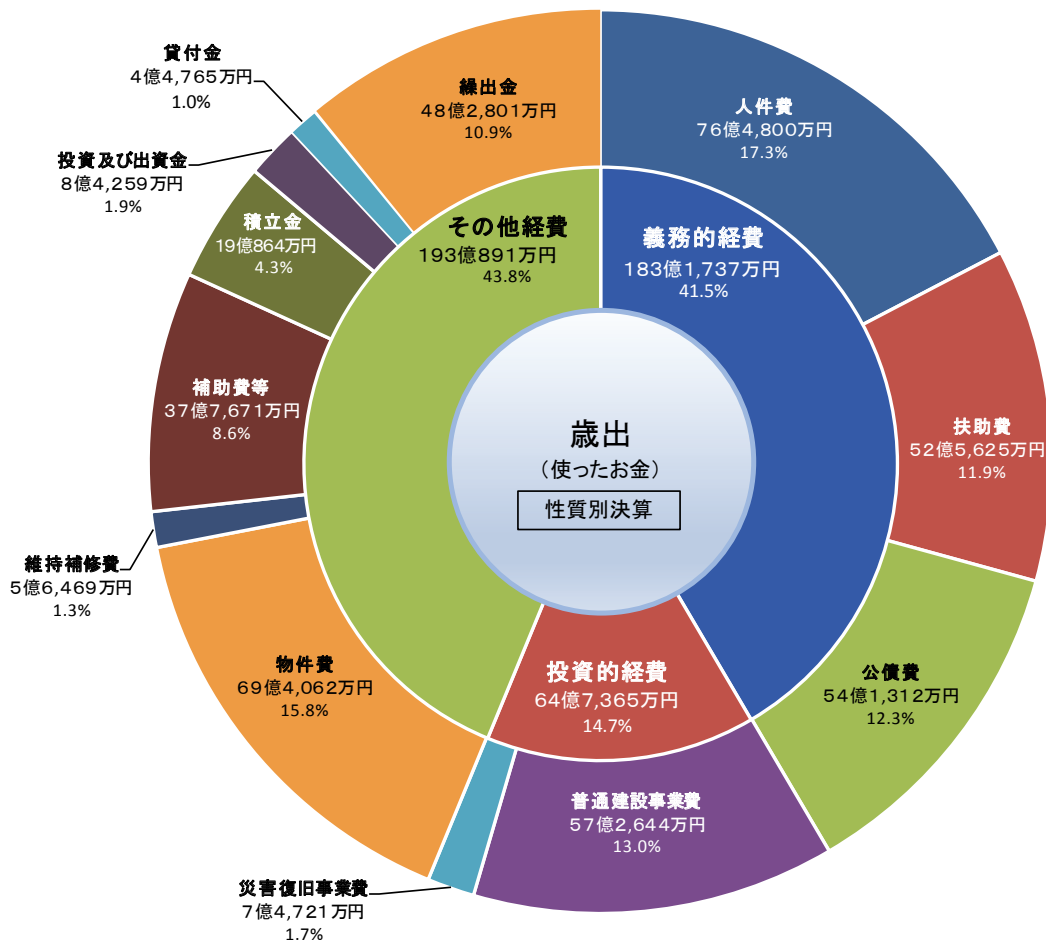 貸付金
4億4,765万円
1.0%
繰出金
48億2,801万円
10.9%
人件費
76億4,800万円
17.3%
投資及び出資金
8億4,259万円
1.9%
積立金
19億864万円
4.3%
その他経費
193億891万円
43.8%
義務的経費
183億1,737万円
41.5%
補助費等
37億7,671万円
8.6%
歳出
（使ったお金）
性質別決算
扶助費
52億5,625万円
11.9%
維持補修費
5億6,469万円
1.3%
物件費
69億4,062万円
15.8%
投資的経費
64億7,365万円
14.7%
公債費
54億1,312万円
12.3%
普通建設事業費
57億2,644万円
13.0%
災害復旧事業費
7億4,721万円
1.7%